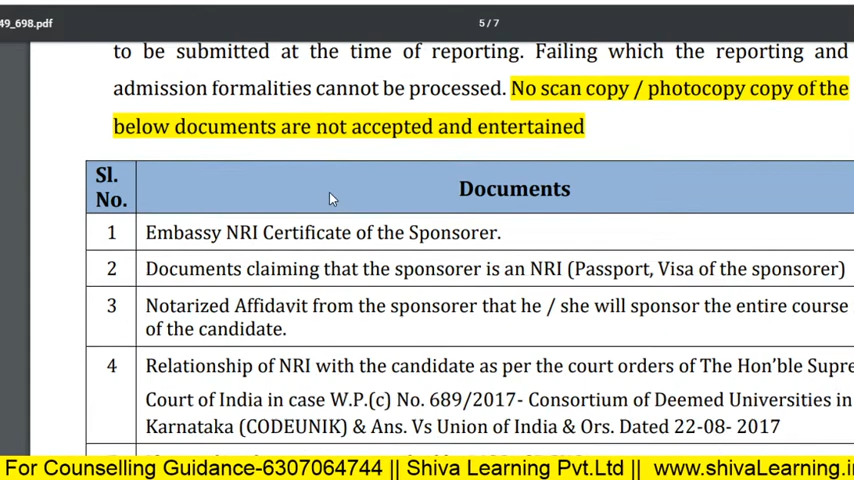 49_698.pdf
5 / 7
to be submitted at the time of reporting. Failing which the reporting and
admission formalities cannot be processed. No scan copy / photocopy copy of the
below documents are not accepted and entertained
Sl. No.
Documents
1 Embassy NRI Certificate of the Sponsorer.
2 Documents claiming that the sponsorer is an NRI (Passport, Visa of the sponsorer)
3 Notarized Affidavit from the sponsorer that he / she will sponsor the entire course
of the candidate.
4 Relationship of NRI with the candidate as per the court orders of The Hon'ble Supre
Court of India in case W.P.(c) No. 689/2017- Consortium of Deemed Universities in
Karnataka (CODEUNIK) & Ans. Vs Union of India & Ors. Dated 22-08- 2017
For Counselling Guidance-6307064744 || Shiva Learning Pvt.Ltd || www.shivaLearning.i